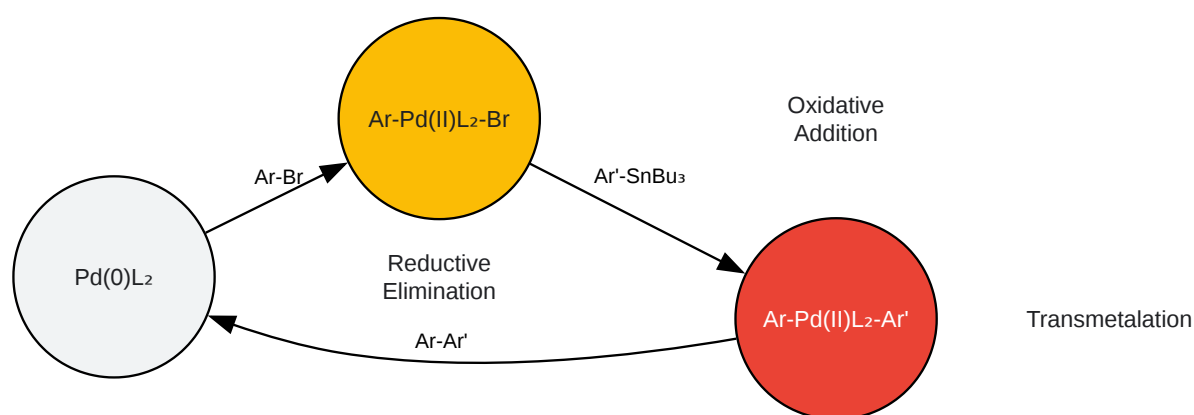 Oxidative
Addition
Ar-Pd(II)L₂-Br
Ar-Br
Ar'-SnBu₃
Reductive
Elimination
Pd(0)L₂
Ar-Pd(II)L₂-Ar'
Transmetalation
Ar-Ar'